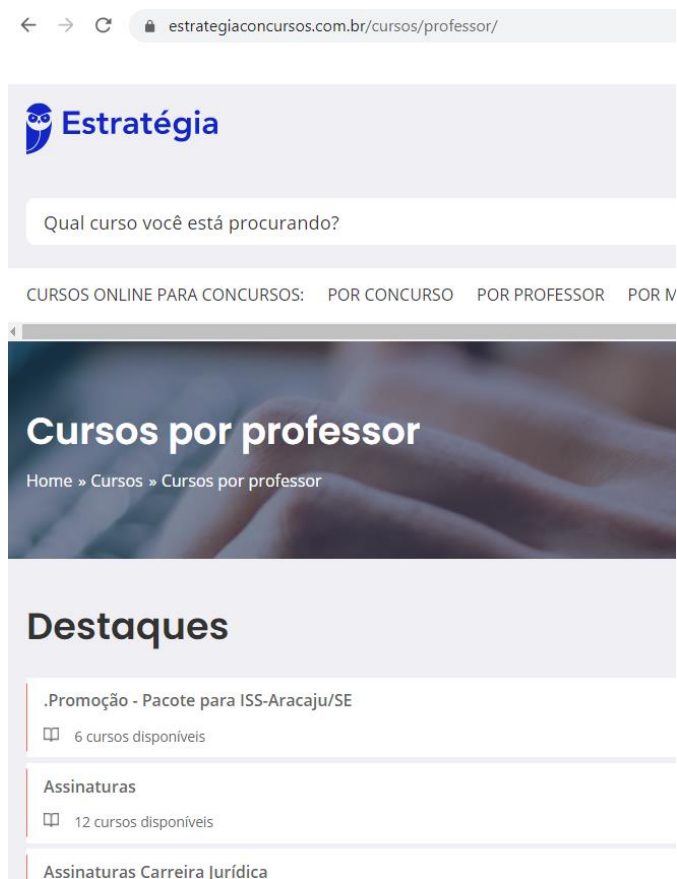 estrategiaconcursos.com.br/cursos/professor/
Estratégia
Qual curso você está procurando?
CURSOS ONLINE PARA CONCURSOS: POR CONCURSO POR PROFESSOR POR M
Cursos por professor
Home » Cursos » Cursos por professor
Destaques
.Promoção - Pacote para ISS-Aracaju/SE
6 cursos disponíveis
Assinaturas
12 cursos disponíveis
Assinaturas Carreira Jurídica